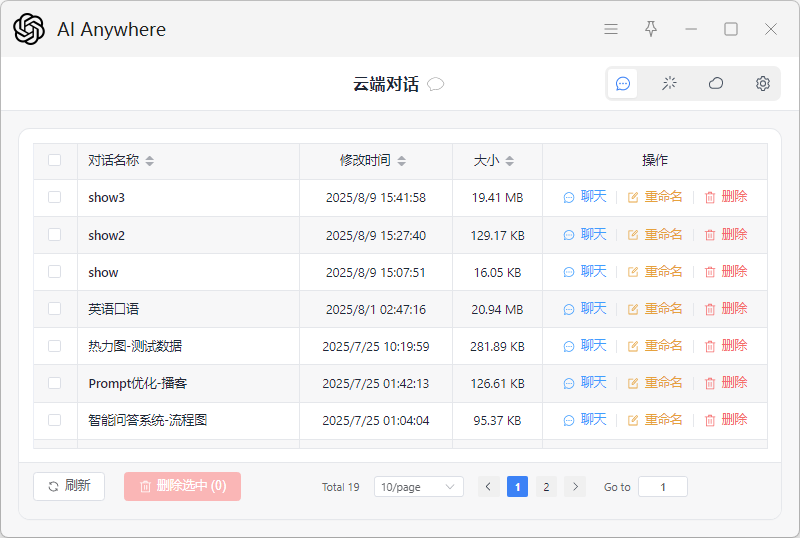 AI Anywhere
云端对话
对话名称 修改时间 大小 操作
show3 2025/8/9 15:41:58 19.41 MB 聊天 重命名 删除
show2 2025/8/9 15:27:40 129.17 KB 聊天 重命名 删除
show 2025/8/9 15:07:51 16.05 KB 聊天 重命名 删除
英语口语 2025/8/1 02:47:16 20.94 MB 聊天 重命名 删除
热力图-测试数据 2025/7/25 10:19:59 281.89 KB 聊天 重命名 删除
Prompt优化-播客 2025/7/25 01:42:13 126.61 KB 聊天 重命名 删除
智能问答系统-流程图 2025/7/25 01:04:04 95.37 KB 聊天 重命名 删除
刷新 删除选中 (0) Total 19 10/page 1 2 Go to 1